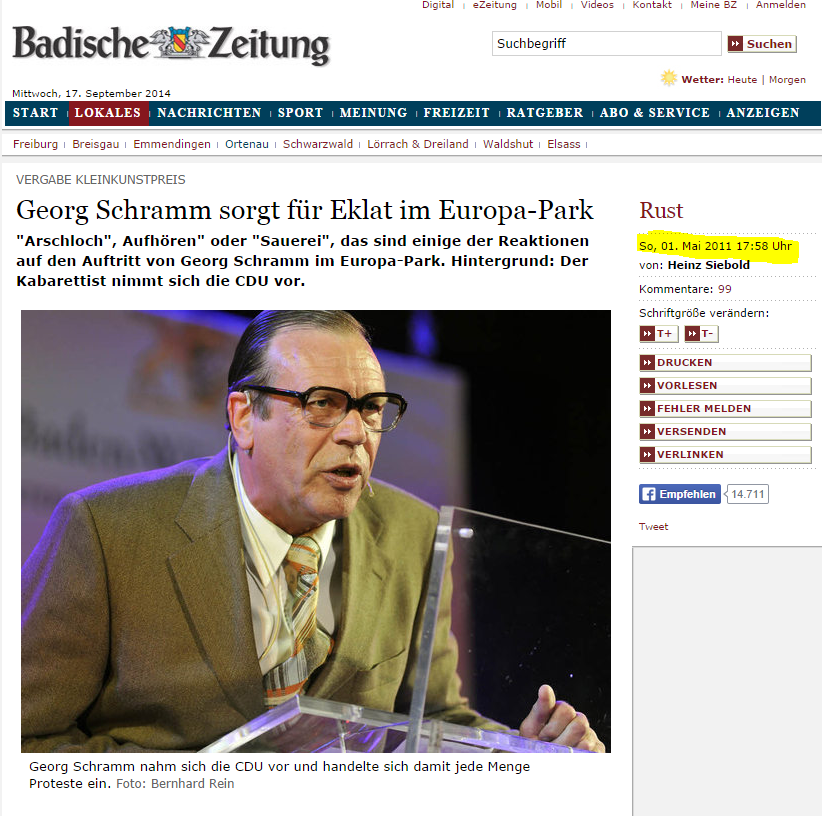 Digital | eZeitung | Mobil | Videos | Kontakt | Meine BZ | Anmelden
Badische Zeitung
Suchbegriff
Suchen
Wetter: Heute | Morgen
Mittwoch, 17. September 2014
START | LOKALES | NACHRICHTEN | SPORT | MEINUNG | FREIZEIT | RATGEBER | ABO & SERVICE | ANZEIGEN
Freiburg | Breisgau | Emmendingen | Ortenau | Schwarzwald | Lörrach & Dreiland | Waldshut | Elsass |
VERGABE KLEINKUNSTPREIS
Georg Schramm sorgt für Eklat im Europa-Park
"Arschloch", Aufhören" oder "Sauerei", das sind einige der Reaktionen
auf den Auftritt von Georg Schramm im Europa-Park. Hintergrund: Der
Kabarettist nimmt sich die CDU vor.
Georg Schramm nahm sich die CDU vor und handelte sich damit jede Menge
Proteste ein. Foto: Bernhard Rein
Rust
So, 01. Mai 2011 17:58 Uhr
von: Heinz Siebold
Kommentare: 99
Schriftgröße verändern:
T+ T-
DRUCKEN
VORLESEN
FEHLER MELDEN
VERSENDEN
VERLINKEN
Empfehlen 14.711
Tweet